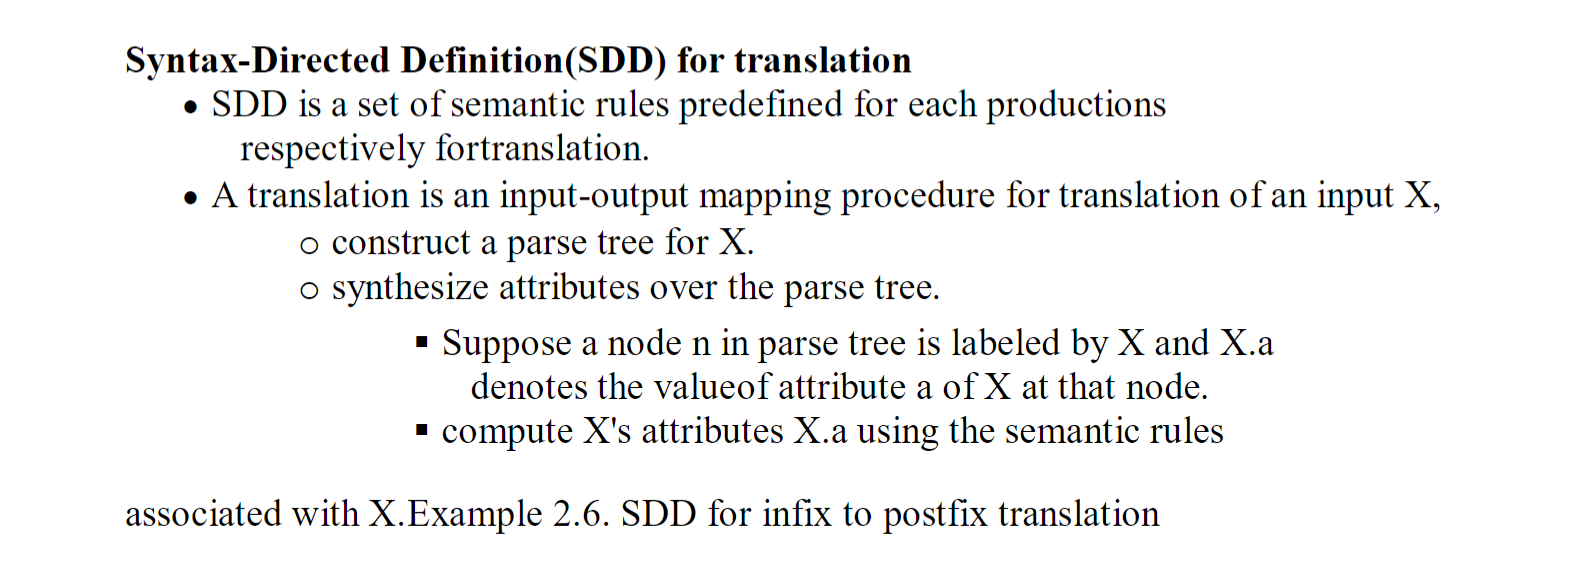 Syntax-Directed Definition(SDD) for translation
• SDD is a set of semantic rules predefined for each productions
respectively fortranslation.
• A translation is an input-output mapping procedure for translation of an input X,
o construct a parse tree for X.
o synthesize attributes over the parse tree.
▪ Suppose a node n in parse tree is labeled by X and X.a
denotes the valueof attribute a of X at that node.
▪ compute X's attributes X.a using the semantic rules
associated with X.Example 2.6. SDD for infix to postfix translation